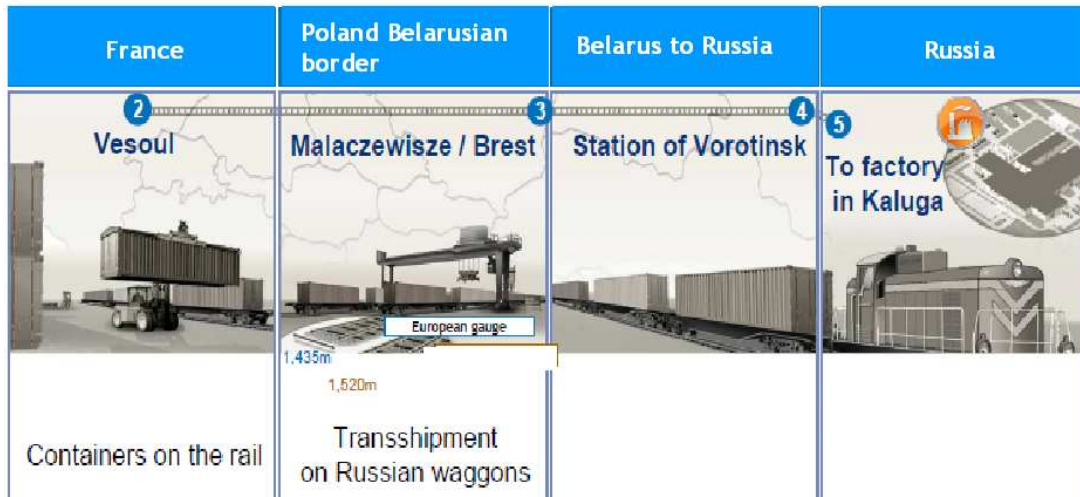 France
Poland Belarusian
border
Belarus to Russia
Russia
2
3
4
5
Vesoul
Malaczewisze / Brest
Station of Vorotinsk
To factory
in Kaluga
European gauge
1,435m
1,520m
Containers on the rail
Transshipment
on Russian waggons